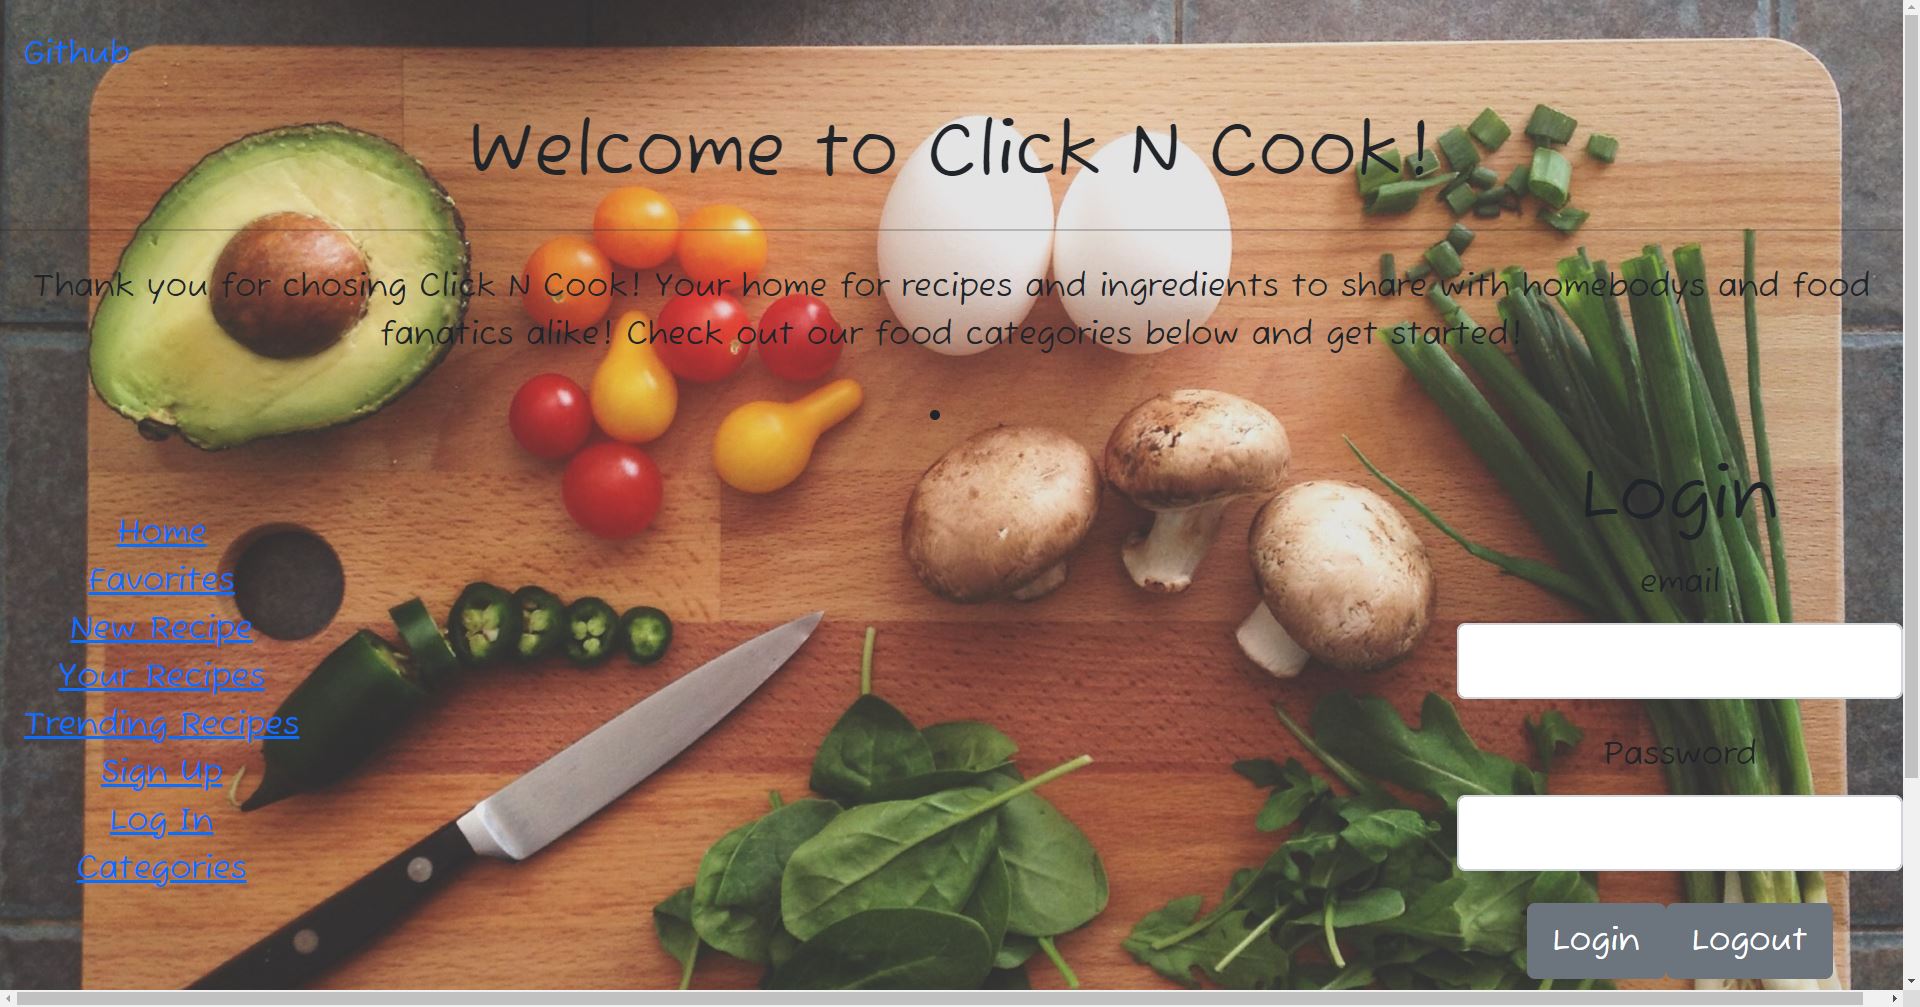 Github
Welcome to Click N Cook!
Thank you for chosing Click N Cook! Your home for recipes and ingredients to share with homebodys and food
fanatics alike! Check out our food categories below and get started!
Home
Favorites
New Recipe
Your Recipes
Trending Recipes
Sign Up
Log In
Categories
Login
email
Password
Login Logout